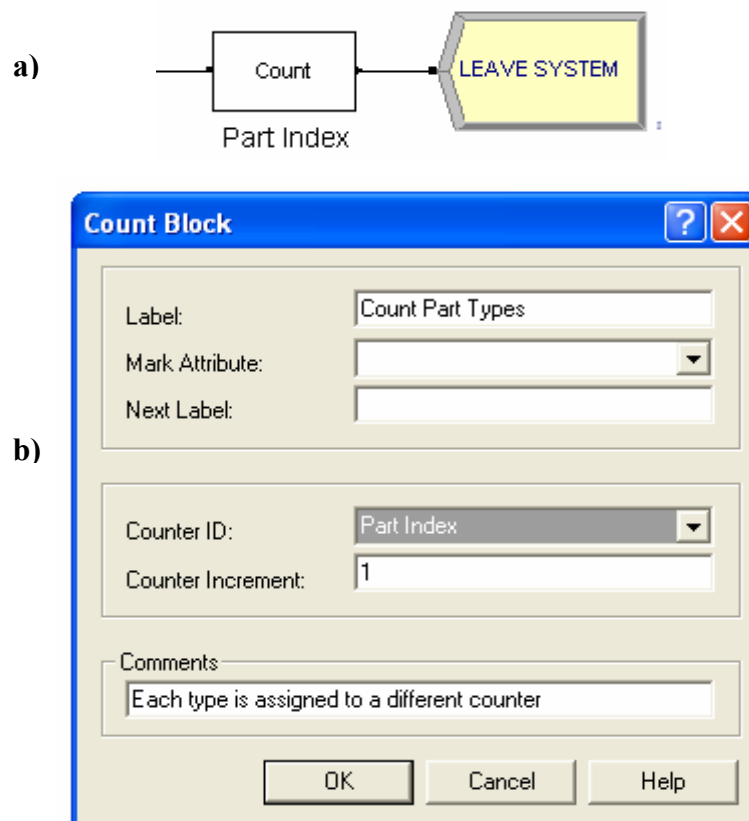 a)
Count
LEAVE SYSTEM
Part Index
Count Block
Label:
Count Part Types
Mark Attribute:
Next Label:
b)
Counter ID:
Part Index
Counter Increment:
1
Comments
Each type is assigned to a different counter
OK
Cancel
Help